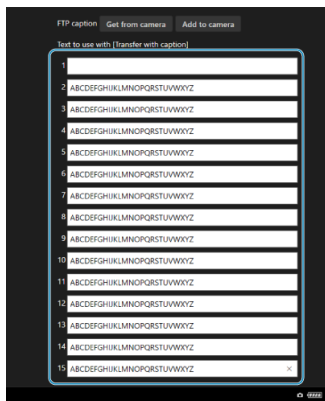 FTP caption Get from camera Add to camera
Text to use with [Transfer with caption]
1
2 ABCDEFGHIJKLMNOPQRSTUVWXYZ
3 ABCDEFGHIJKLMNOPQRSTUVWXYZ
4 ABCDEFGHIJKLMNOPQRSTUVWXYZ
5 ABCDEFGHIJKLMNOPQRSTUVWXYZ
6 ABCDEFGHIJKLMNOPQRSTUVWXYZ
7 ABCDEFGHIJKLMNOPQRSTUVWXYZ
8 ABCDEFGHIJKLMNOPQRSTUVWXYZ
9 ABCDEFGHIJKLMNOPQRSTUVWXYZ
10 ABCDEFGHIJKLMNOPQRSTUVWXYZ
11 ABCDEFGHIJKLMNOPQRSTUVWXYZ
12 ABCDEFGHIJKLMNOPQRSTUVWXYZ
13 ABCDEFGHIJKLMNOPQRSTUVWXYZ
14 ABCDEFGHIJKLMNOPQRSTUVWXYZ
15 ABCDEFGHIJKLMNOPQRSTUVWXYZ